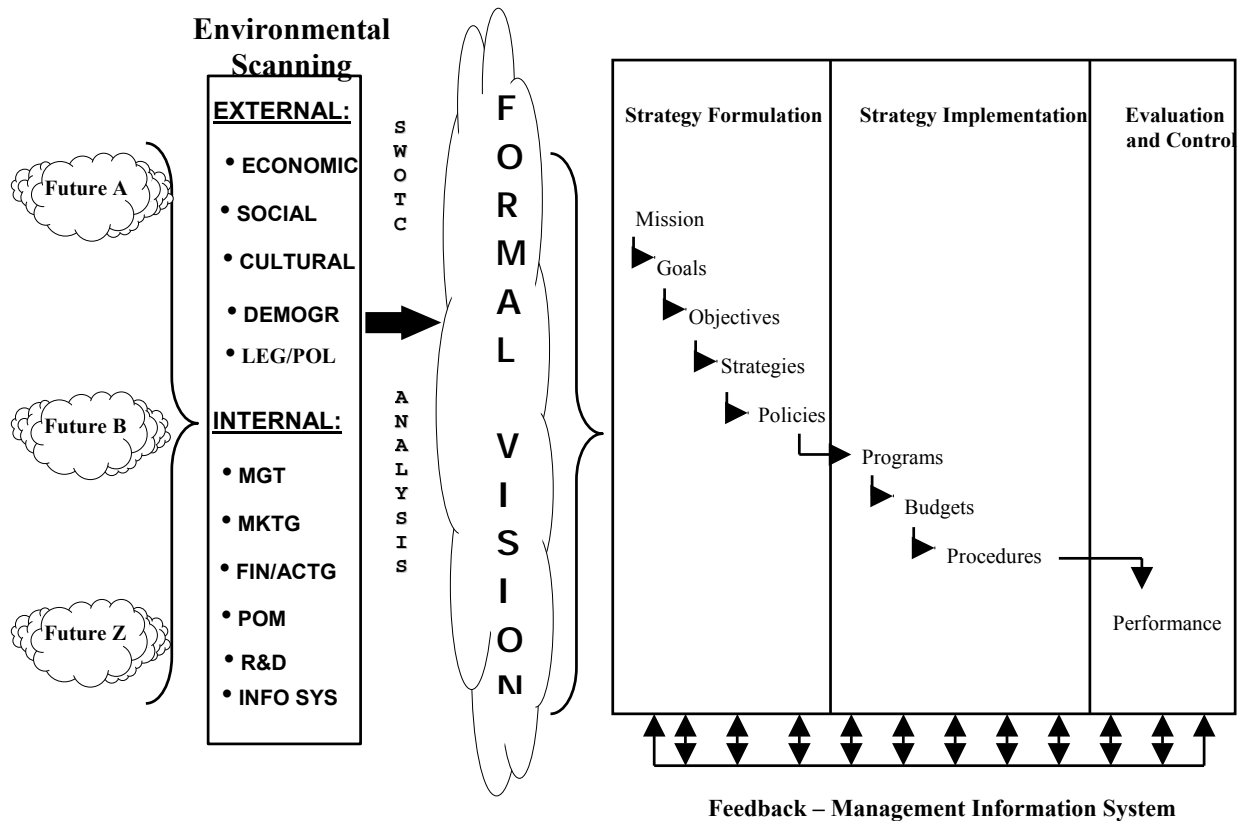 Environmental
Scanning
Future A
Future B
Future Z
EXTERNAL:
• ECONOMIC
• SOCIAL
• CULTURAL
• DEMOGR
• LEG/POL
INTERNAL:
• MGT
• MKTG
• FIN/ACTG
• POM
• R&D
• INFO SYS
SWOTC
ANALYSIS
FORMAL
VISION
Strategy Formulation
Mission
Goals
Objectives
Strategies
Policies
Strategy Implementation
Programs
Budgets
Procedures
Evaluation
and Control
Performance
Feedback – Management Information System